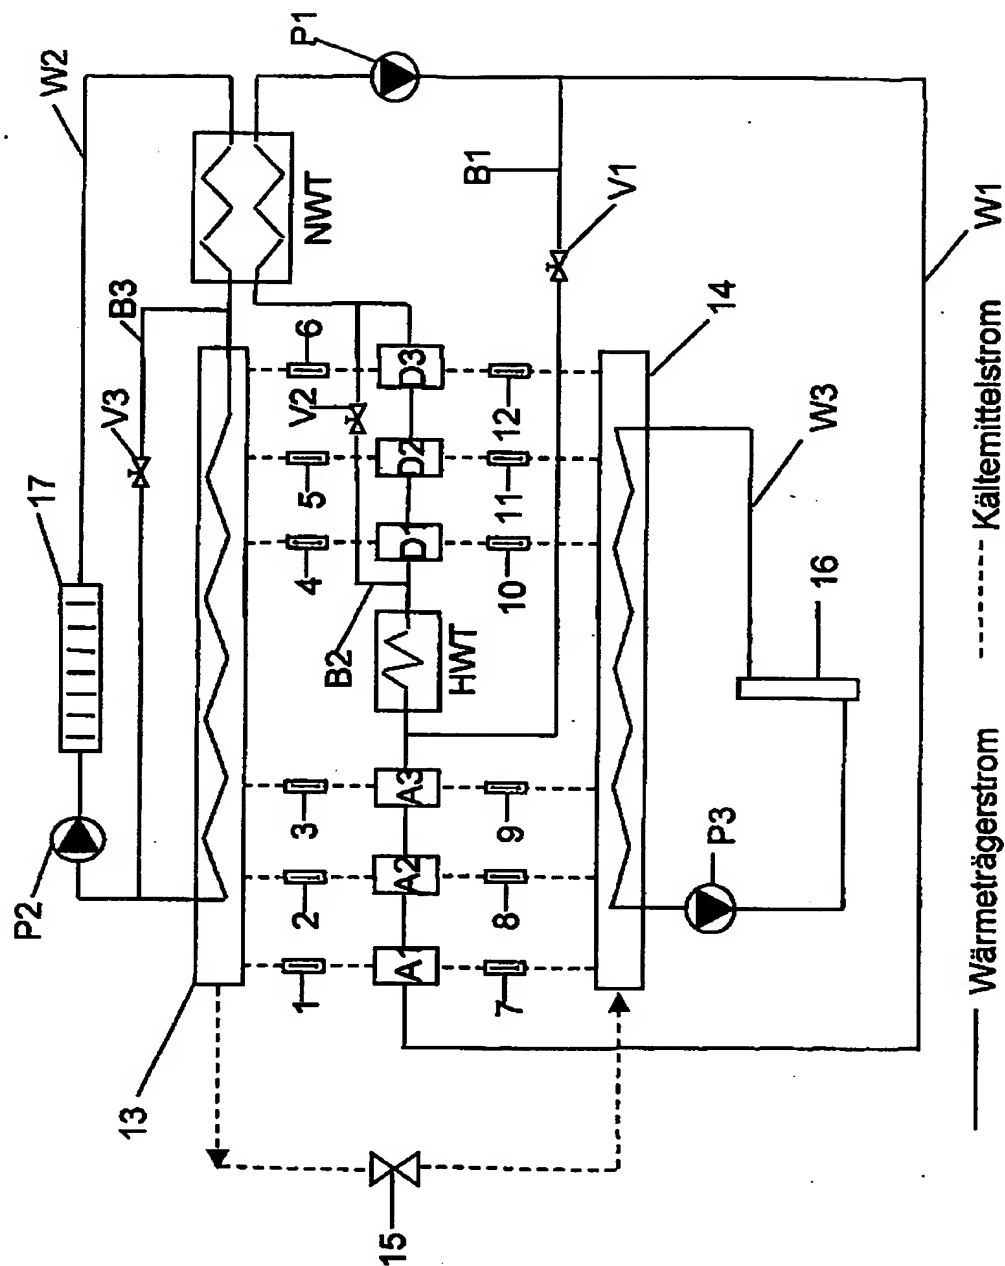 P2
17
W2
13
V3
B3
1
2
3
4
5
V2
6
NWT
P1
B2
15
A1
A2
A3
HWT
D1
D2
D3
B1
7
8
9
10
11
12
V1
14
P3
16
W3
W1
Wärmeträgerstrom
Kältemittelstrom